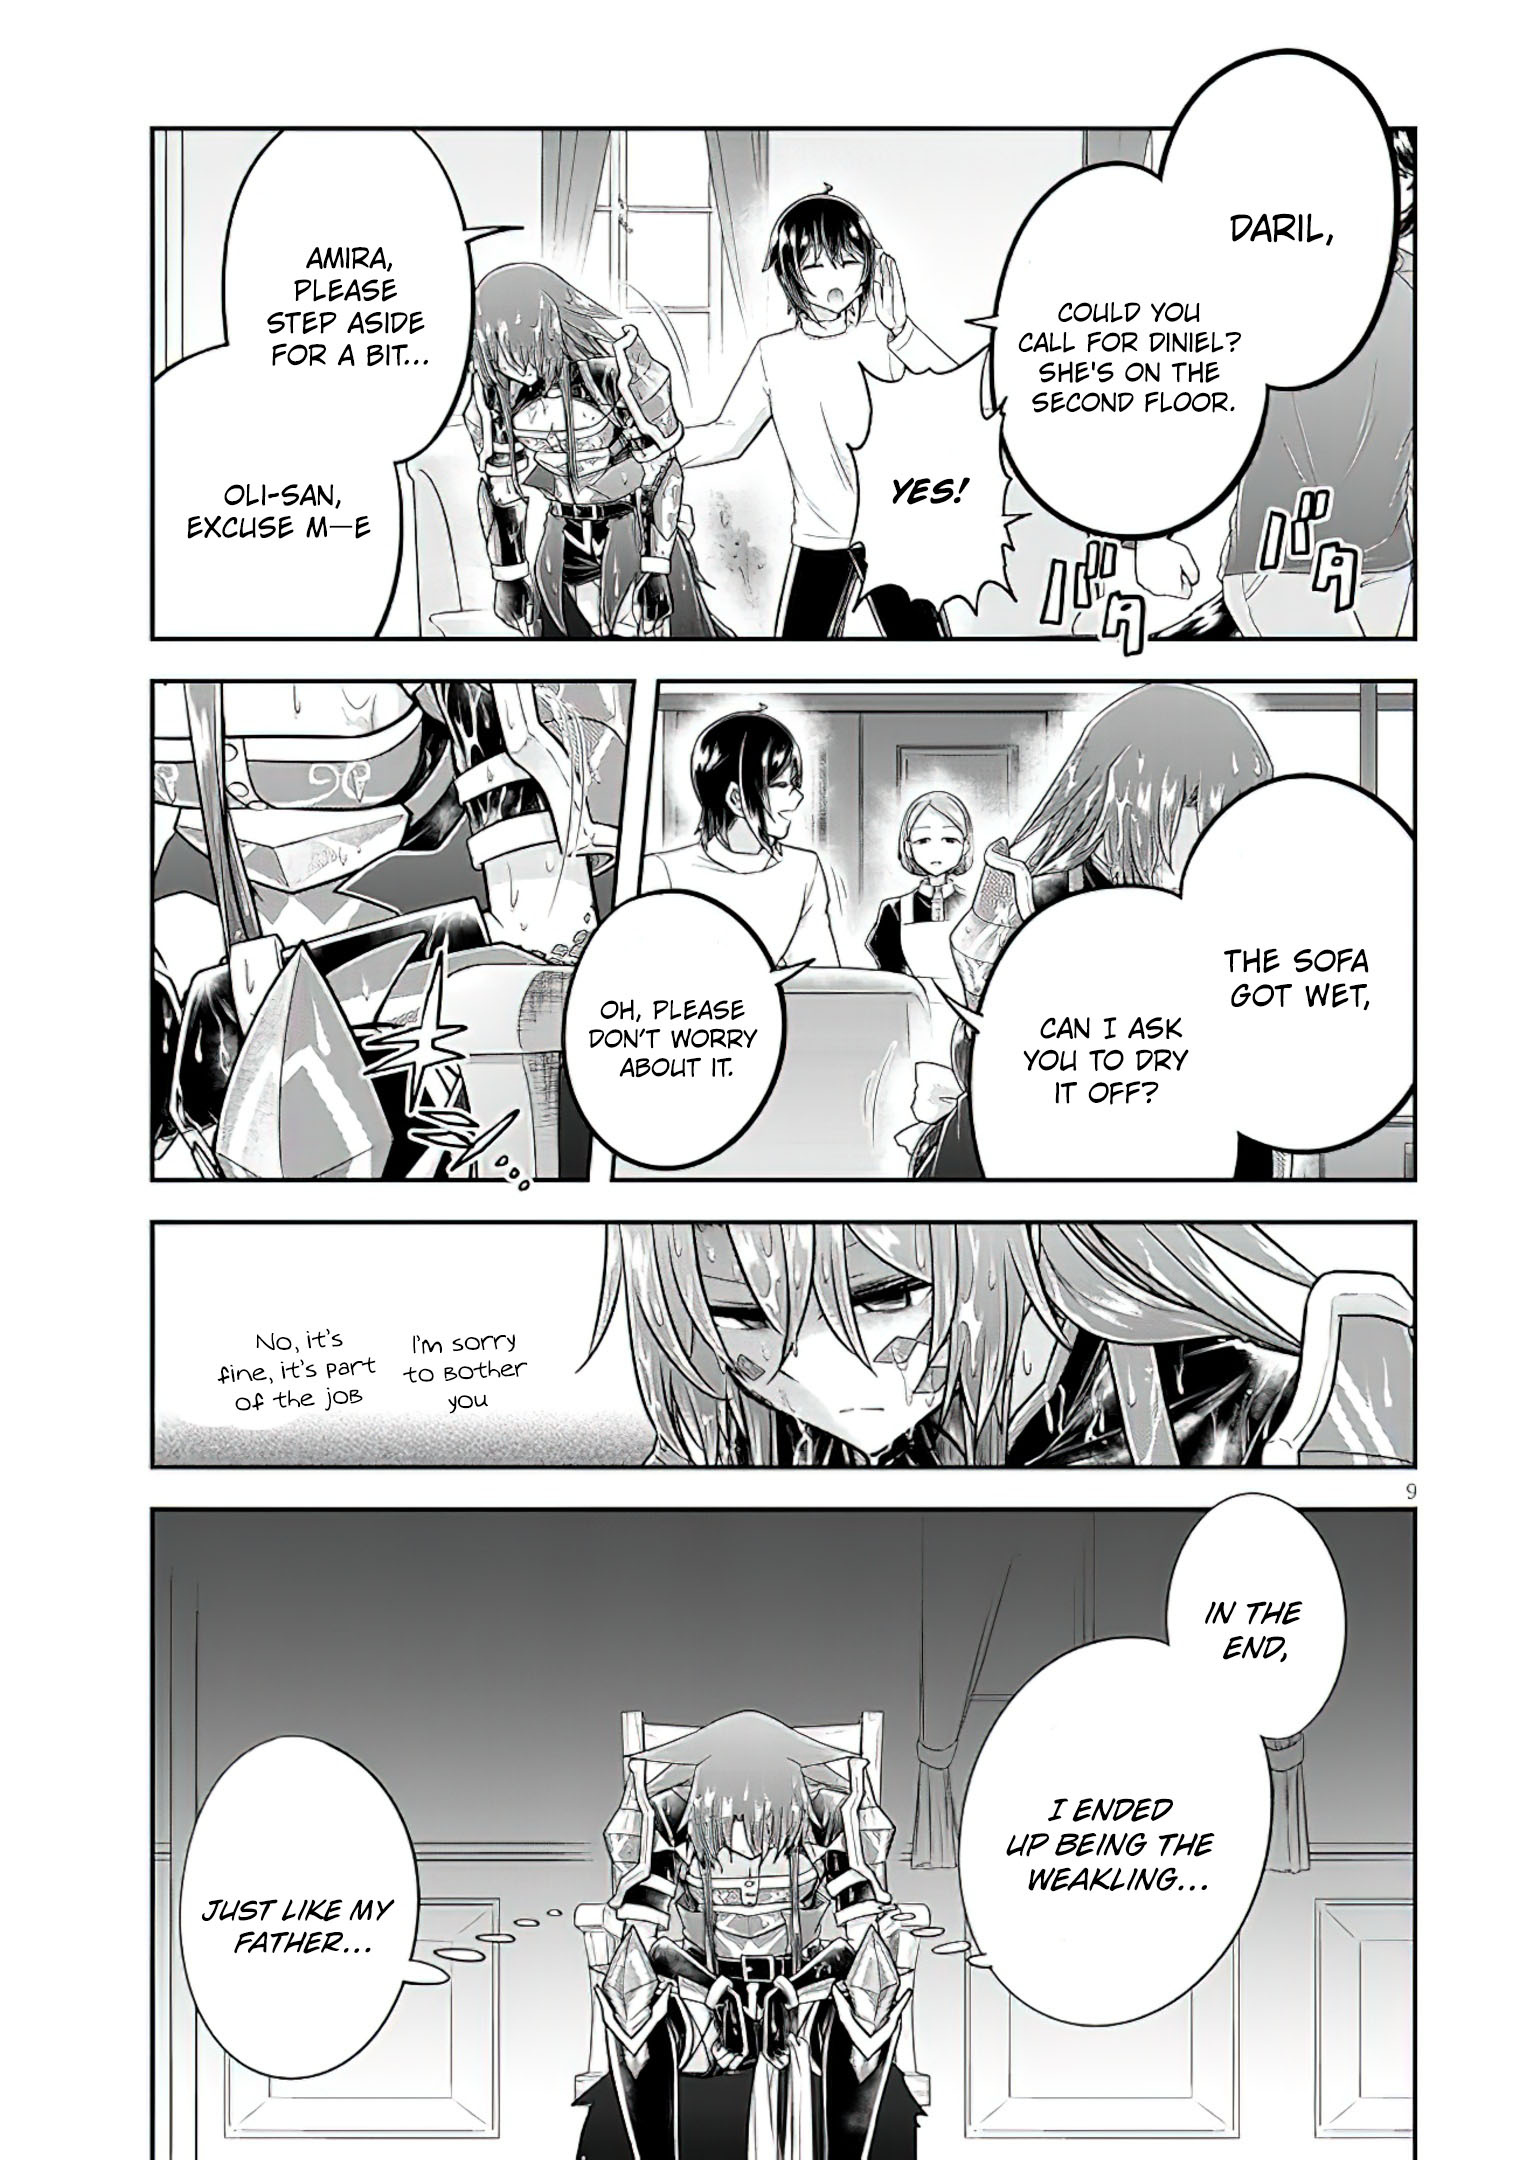 DARIL,
COULD YOU
CALL FOR DINIEL?
SHE'S ON THE
SECOND FLOOR.
YES!
バタ
バタ
AMIRA,
PLEASE
STEP ASIDE
FOR A BIT...
OLI-SAN,
EXCUSE M—E
THE SOFA
GOT WET,
CAN I ASK
YOU TO DRY
IT OFF?
OH, PLEASE
DON'T WORRY
ABOUT IT.
I'm sorry
to bother
you
No, it's
fine, it's part
of the job
9
IN THE
END,
I ENDED
UP BEING THE
WEAKLING...
JUST LIKE MY
FATHER...